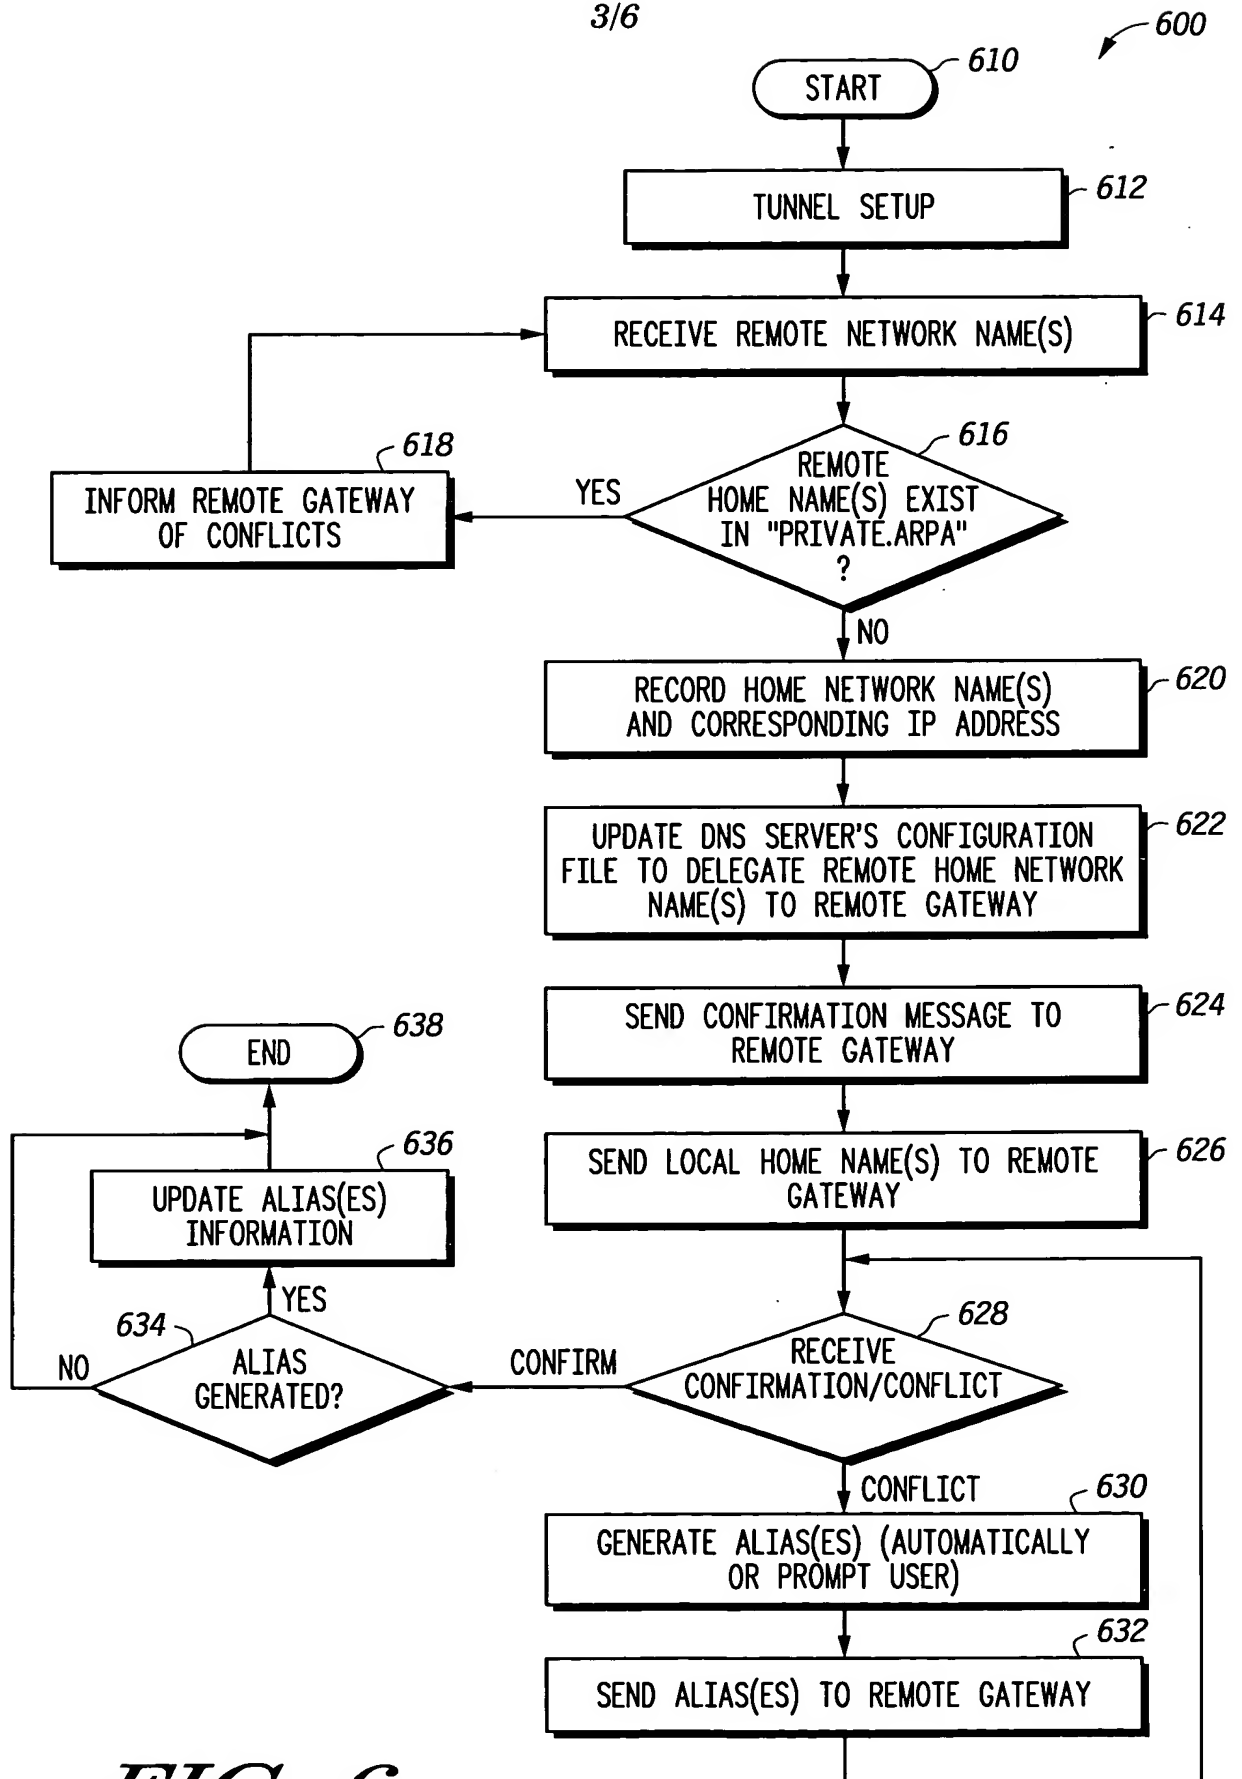 3/6
600
START
610
TUNNEL SETUP
612
RECEIVE REMOTE NETWORK NAME(S)
614
616
REMOTE
HOME NAME(S) EXIST
IN "PRIVATE.ARPA"
?
YES
618
INFORM REMOTE GATEWAY
OF CONFLICTS
NO
RECORD HOME NETWORK NAME(S)
AND CORRESPONDING IP ADDRESS
620
UPDATE DNS SERVER'S CONFIGURATION
FILE TO DELEGATE REMOTE HOME NETWORK
NAME(S) TO REMOTE GATEWAY
622
SEND CONFIRMATION MESSAGE TO
REMOTE GATEWAY
624
SEND LOCAL HOME NAME(S) TO REMOTE
GATEWAY
626
628
RECEIVE
CONFIRMATION/CONFLICT
CONFIRM
634
ALIAS
GENERATED?
NO
YES
636
UPDATE ALIAS(ES)
INFORMATION
END
638
CONFLICT
630
GENERATE ALIAS(ES) (AUTOMATICALLY
OR PROMPT USER)
632
SEND ALIAS(ES) TO REMOTE GATEWAY
FIG. 6